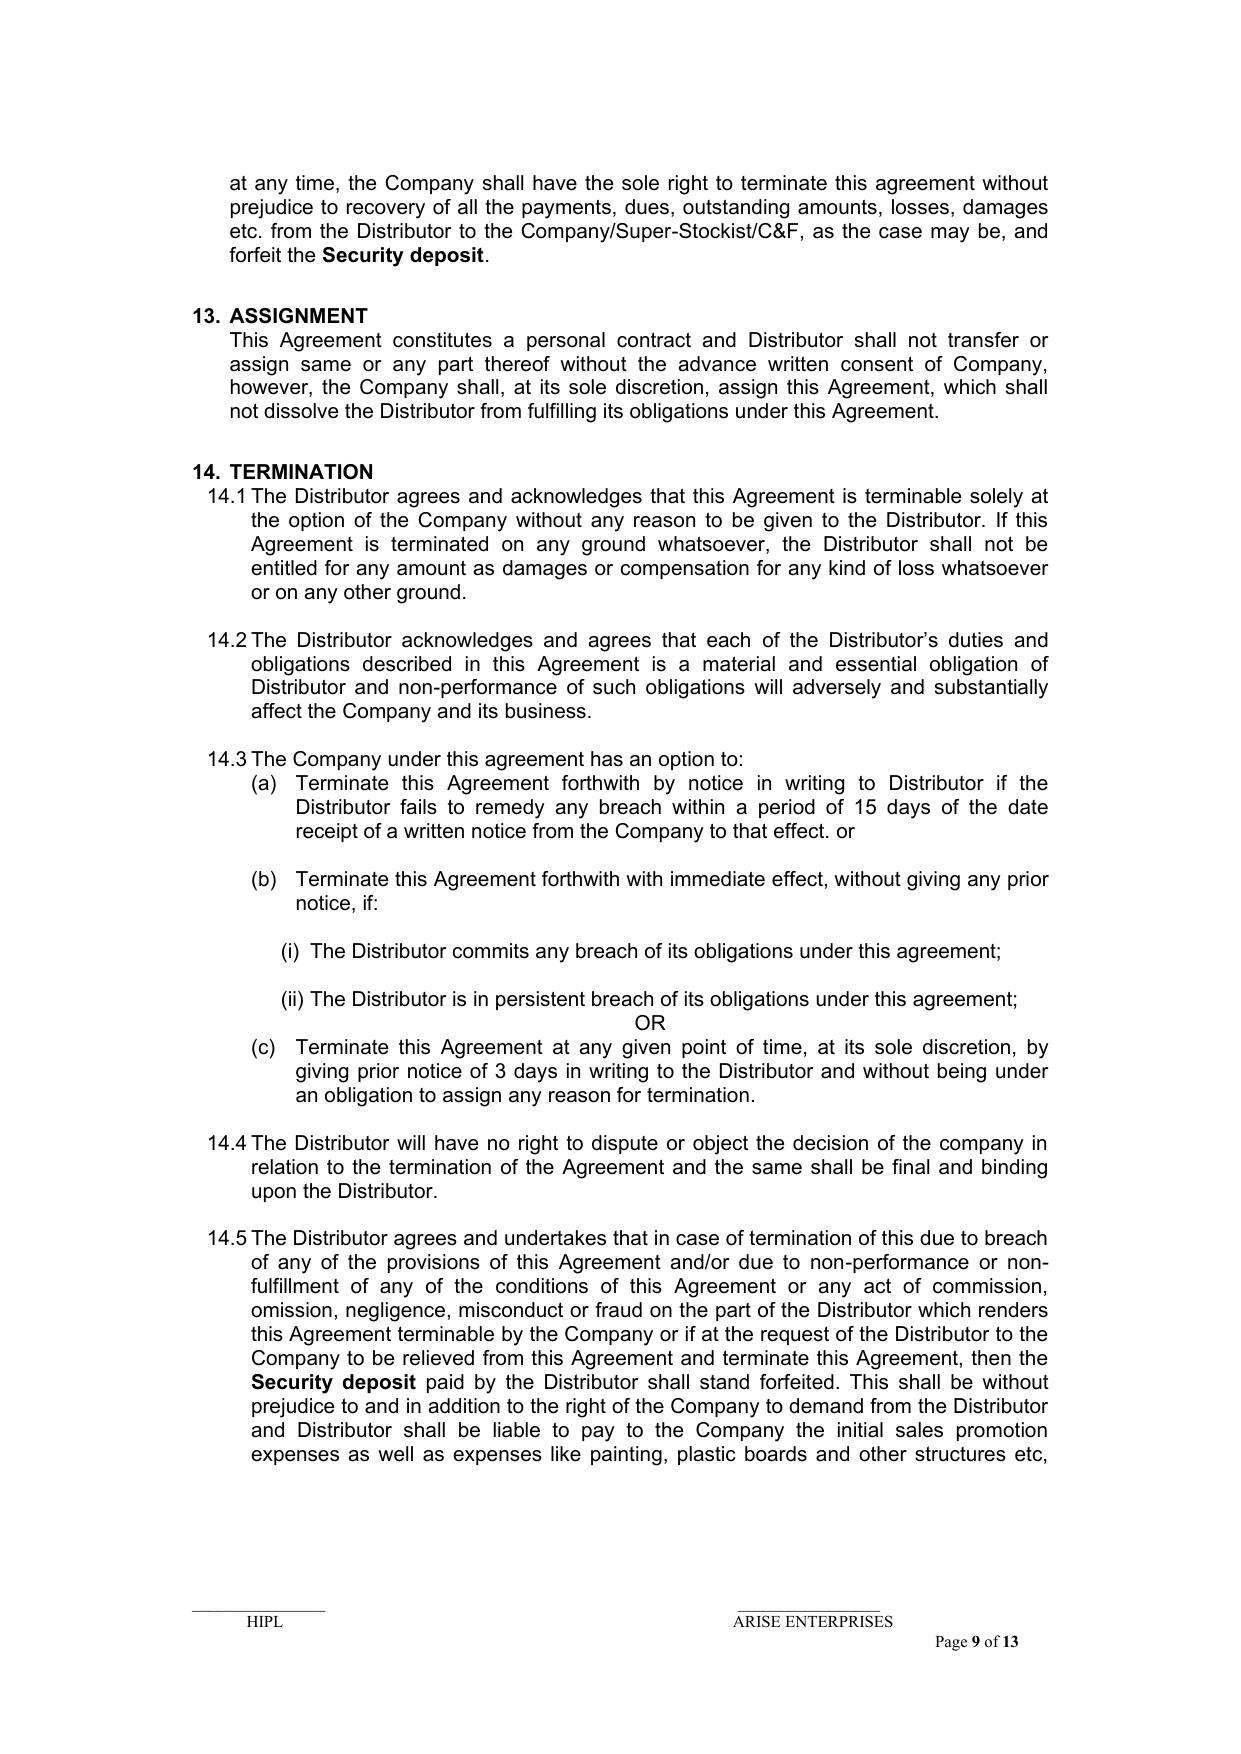 at any time, the Company shall have the sole right to terminate this agreement without
prejudice to recovery of all the payments, dues, outstanding amounts, losses, damages
etc. from the Distributor to the Company/Super-Stockist/C&F, as the case may be, and
forfeit the Security deposit.
13. ASSIGNMENT
This Agreement constitutes a personal contract and Distributor shall not transfer or
assign same or any part thereof without the advance written consent of Company,
however, the Company shall, at its sole discretion, assign this Agreement, which shall
not dissolve the Distributor from fulfilling its obligations under this Agreement.
14. TERMINATION
14.1 The Distributor agrees and acknowledges that this Agreement is terminable solely at
the option of the Company without any reason to be given to the Distributor. If this
Agreement is terminated on any ground whatsoever, the Distributor shall not be
entitled for any amount as damages or compensation for any kind of loss whatsoever
or on any other ground.
14.2 The Distributor acknowledges and agrees that each of the Distributor’s duties and
obligations described in this Agreement is a material and essential obligation of
Distributor and non-performance of such obligations will adversely and substantially
affect the Company and its business.
14.3 The Company under this agreement has an option to:
(a) Terminate this Agreement forthwith by notice in writing to Distributor if the
Distributor fails to remedy any breach within a period of 15 days of the date
receipt of a written notice from the Company to that effect. or
(b) Terminate this Agreement forthwith with immediate effect, without giving any prior
notice, if:
(i) The Distributor commits any breach of its obligations under this agreement;
(ii) The Distributor is in persistent breach of its obligations under this agreement;
OR
(c) Terminate this Agreement at any given point of time, at its sole discretion, by
giving prior notice of 3 days in writing to the Distributor and without being under
an obligation to assign any reason for termination.
14.4 The Distributor will have no right to dispute or object the decision of the company in
relation to the termination of the Agreement and the same shall be final and binding
upon the Distributor.
14.5 The Distributor agrees and undertakes that in case of termination of this due to breach
of any of the provisions of this Agreement and/or due to non-performance or non-
fulfillment of any of the conditions of this Agreement or any act of commission,
omission, negligence, misconduct or fraud on the part of the Distributor which renders
this Agreement terminable by the Company or if at the request of the Distributor to the
Company to be relieved from this Agreement and terminate this Agreement, then the
Security deposit paid by the Distributor shall stand forfeited. This shall be without
prejudice to and in addition to the right of the Company to demand from the Distributor
and Distributor shall be liable to pay to the Company the initial sales promotion
expenses as well as expenses like painting, plastic boards and other structures etc,
HIPL ARISE ENTERPRISES
Page 9 of 13